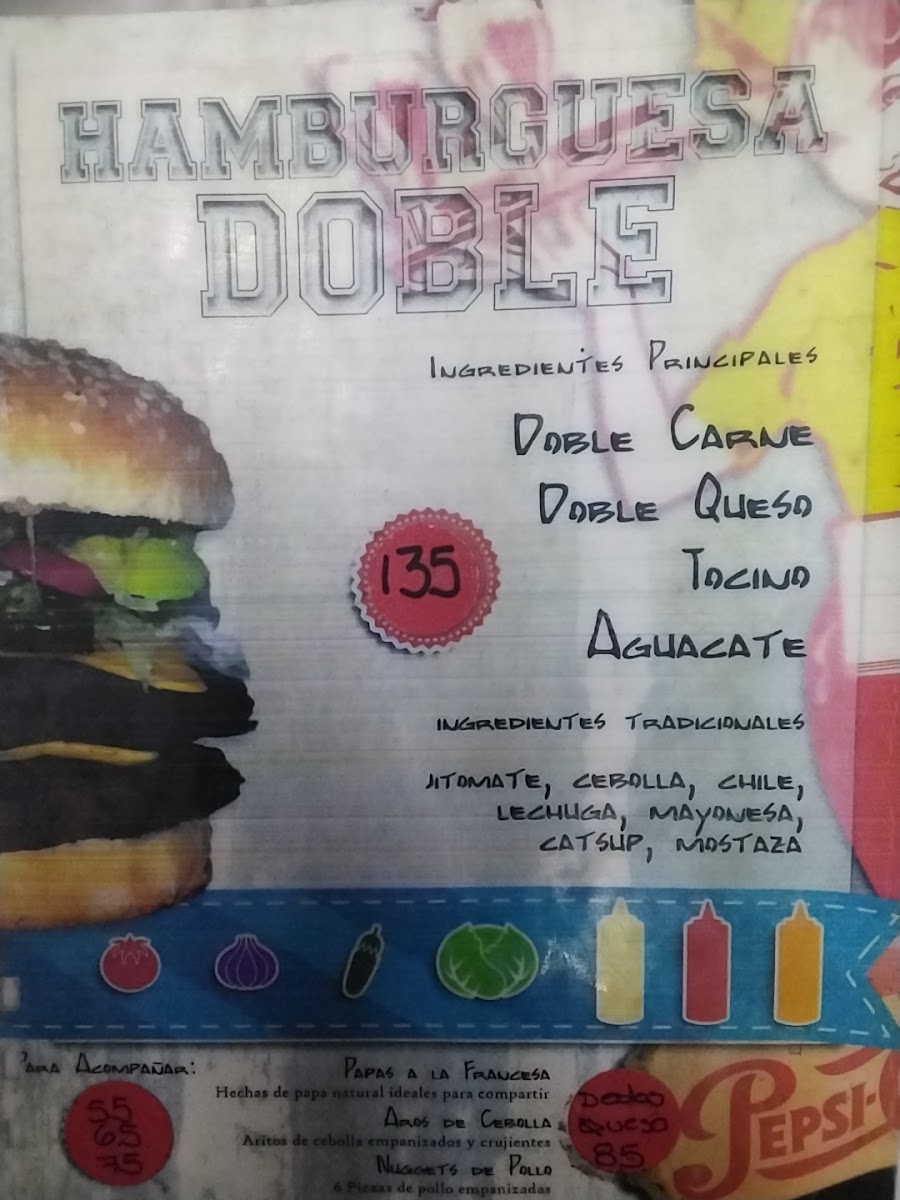 HAMBURGUESA
DOBLE
INGREDIENTES PRINCIPALES
DOBLE CARNE
DOBLE QUESO
135
TOCINO
AGUACATE
INGREDIENTES TRADICIONALES
JITOMATE, CEBOLLA, CHILE,
LECHUGA, MAYONESA,
CATSUP, MOSTAZA
PARA ACOMPAÑAR:
55
65
75
PAPAS A LA FRANCESA
Hechas de papa natural ideales para compartir
AROS DE CEBOLLA
Aritos de cebolla empanizados y crujientes
NUGGETS DE POLLO
6 Piezas de pollo empanizadas
Dedos
QUESO
85
PEPSI-